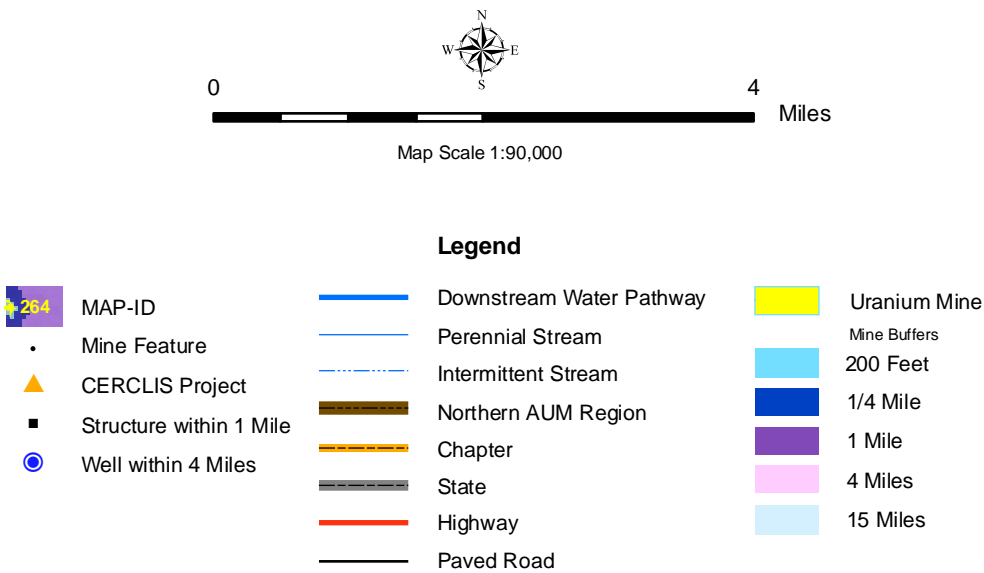 N
W E
S
0 4
Miles
Map Scale 1:90,000
Legend
264 MAP-ID
Mine Feature
CERCLIS Project
Structure within 1 Mile
Well within 4 Miles
Downstream Water Pathway
Perennial Stream
Intermittent Stream
Northern AUM Region
Chapter
State
Highway
Paved Road
Uranium Mine
Mine Buffers
200 Feet
1/4 Mile
1 Mile
4 Miles
15 Miles